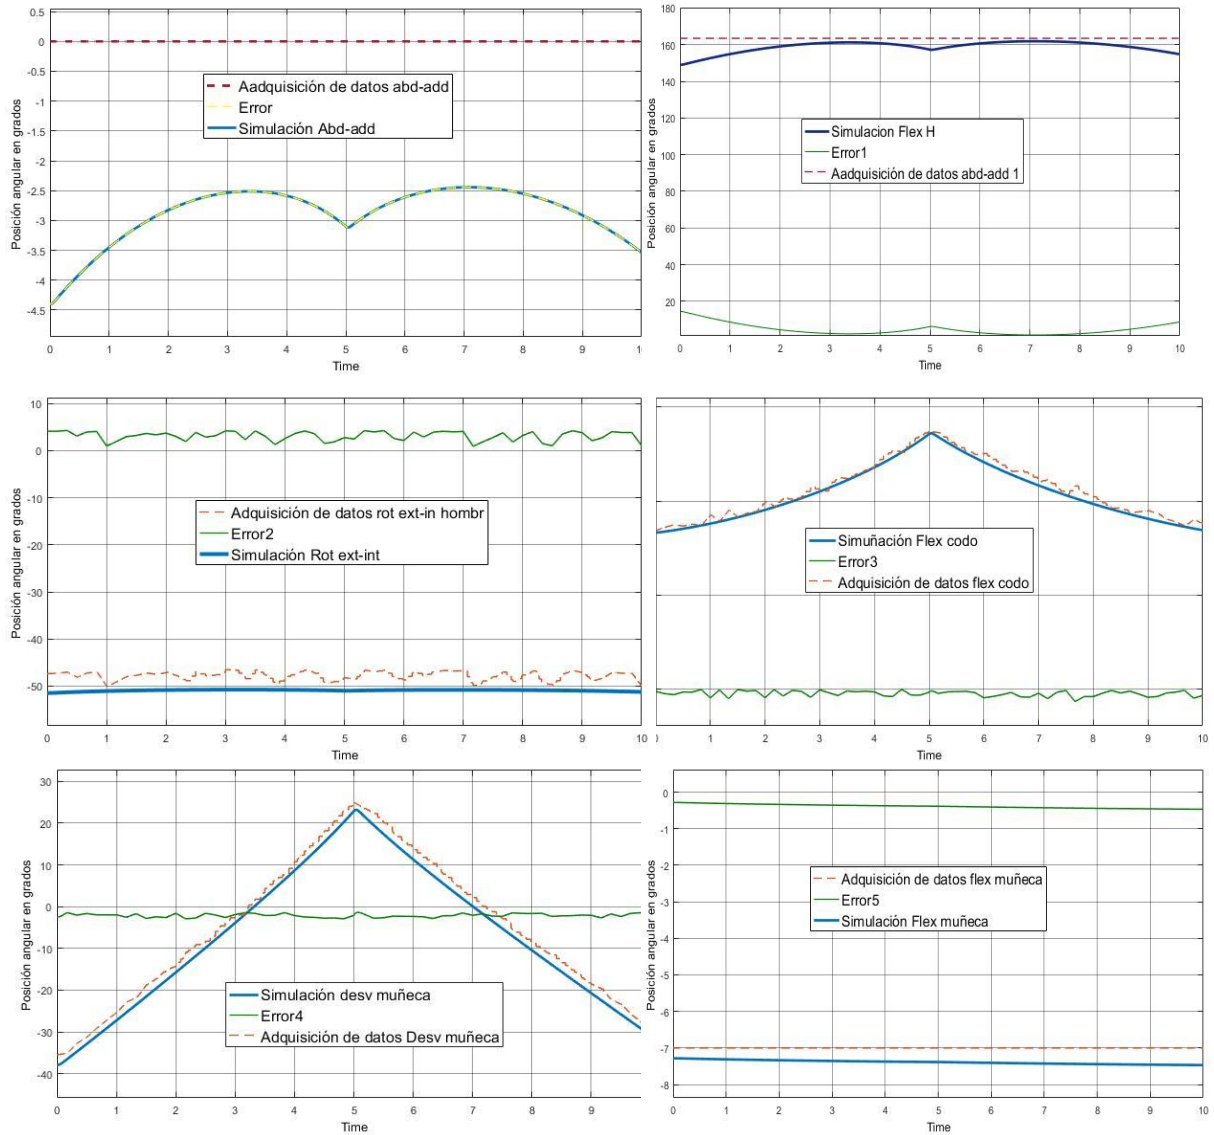 0.5
0
-0.5
-1
-1.5
-2
-2.5
-3
-3.5
-4
-4.5
Posición angular en grados
Aadquisición de datos abd-add
Error
Simulación Abd-add
0 1 2 3 4 5 6 7 8 9 1
Time
180
160
140
120
100
80
60
40
20
Posición angular en grados
Simulacion Flex H
Error1
Aadquisición de datos abd-add 1
0 1 2 3 4 5 6 7 8 9 10
Time
10
0
-10
-20
-30
-40
-50
Posición angular en grados
Adquisición de datos rot ext-in hombr
Error2
Simulación Rot ext-int
0 1 2 3 4 5 6 7 8 9 10
Time
Simuñación Flex codo
Error3
Adquisición de datos flex codo
1 2 3 4 5 6 7 8 9 10
Time
30
20
10
0
-10
-20
-30
-40
Posición angular en grados
Simulación desv muñeca
Error4
Adquisición de datos Desv muñeca
0 1 2 3 4 5 6 7 8 9
Time
0
-1
-2
-3
-4
-5
-6
-7
-8
Posición angular en grados
Adquisición de datos flex muñeca
Error5
Simulación Flex muñeca
0 1 2 3 4 5 6 7 8 9 10
Time